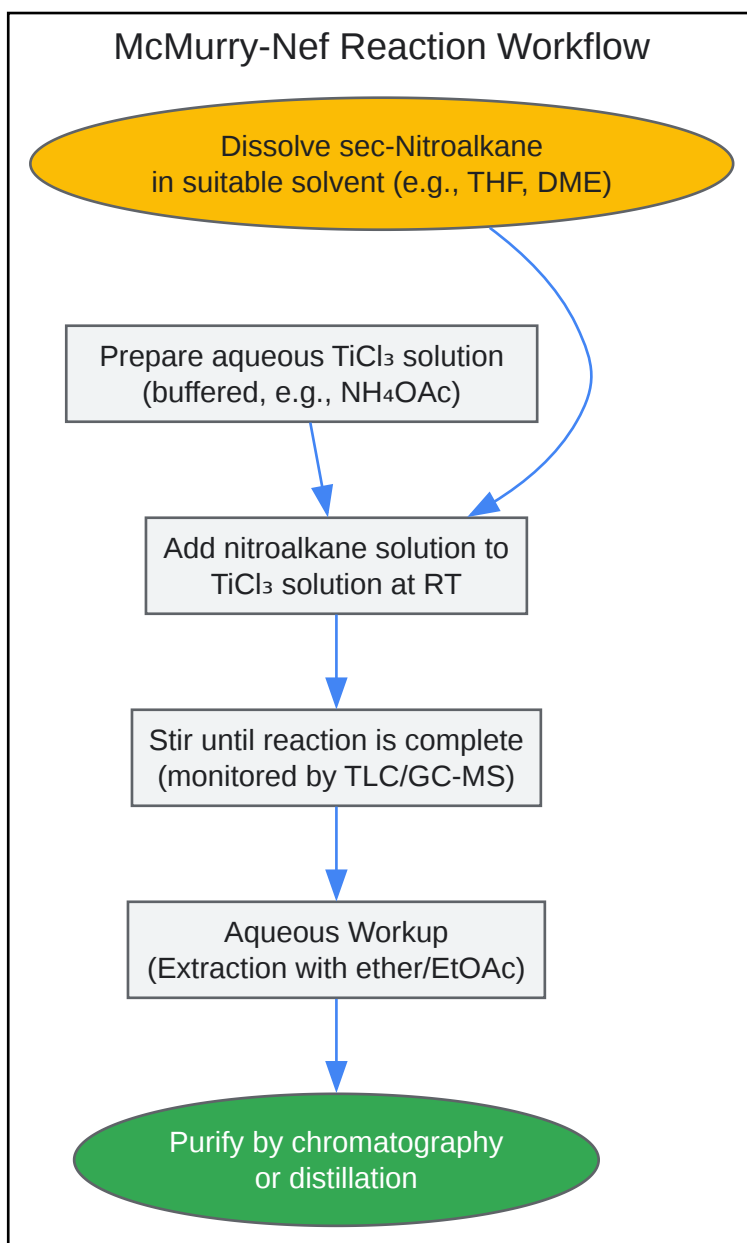 McMurry-Nef Reaction Workflow
Dissolve sec-Nitroalkane
in suitable solvent (e.g., THF, DME)
Prepare aqueous TiCl₃ solution
(buffered, e.g., NH₄OAc)
Add nitroalkane solution to
TiCl₃ solution at RT
Stir until reaction is complete
(monitored by TLC/GC-MS)
Aqueous Workup
(Extraction with ether/EtOAc)
Purify by chromatography
or distillation